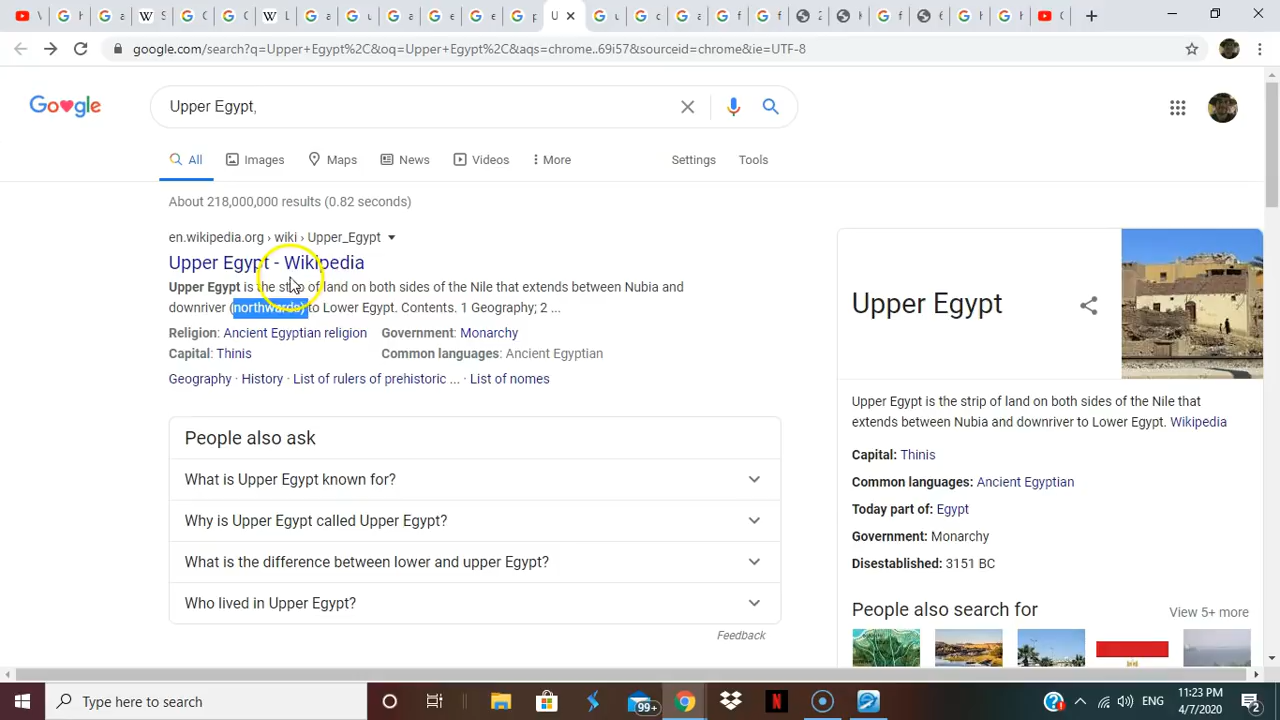 google.com/search?q=Upper+Egypt%2C&oq=Upper+Egypt%2C&aqs=chrome..69i57&sourceid=chrome&ie=UTF-8
Google
Upper Egypt,
All Images Maps News Videos More Settings Tools
About 218,000,000 results (0.82 seconds)
en.wikipedia.org › wiki › Upper_Egypt
Upper Egypt - Wikipedia
Upper Egypt is the strip of land on both sides of the Nile that extends between Nubia and
downriver (northwards) to Lower Egypt. Contents. 1 Geography; 2 ...
Religion: Ancient Egyptian religion Government: Monarchy
Capital: Thinis Common languages: Ancient Egyptian
Geography · History · List of rulers of prehistoric ... · List of nomes
People also ask
What is Upper Egypt known for?
Why is Upper Egypt called Upper Egypt?
What is the difference between lower and upper Egypt?
Who lived in Upper Egypt?
Feedback
Upper Egypt
Upper Egypt is the strip of land on both sides of the Nile that
extends between Nubia and downriver to Lower Egypt. Wikipedia
Capital: Thinis
Common languages: Ancient Egyptian
Today part of: Egypt
Government: Monarchy
Disestablished: 3151 BC
People also search for View 5+ more
Type here to search
99+
ENG
11:23 PM
4/7/2020
2